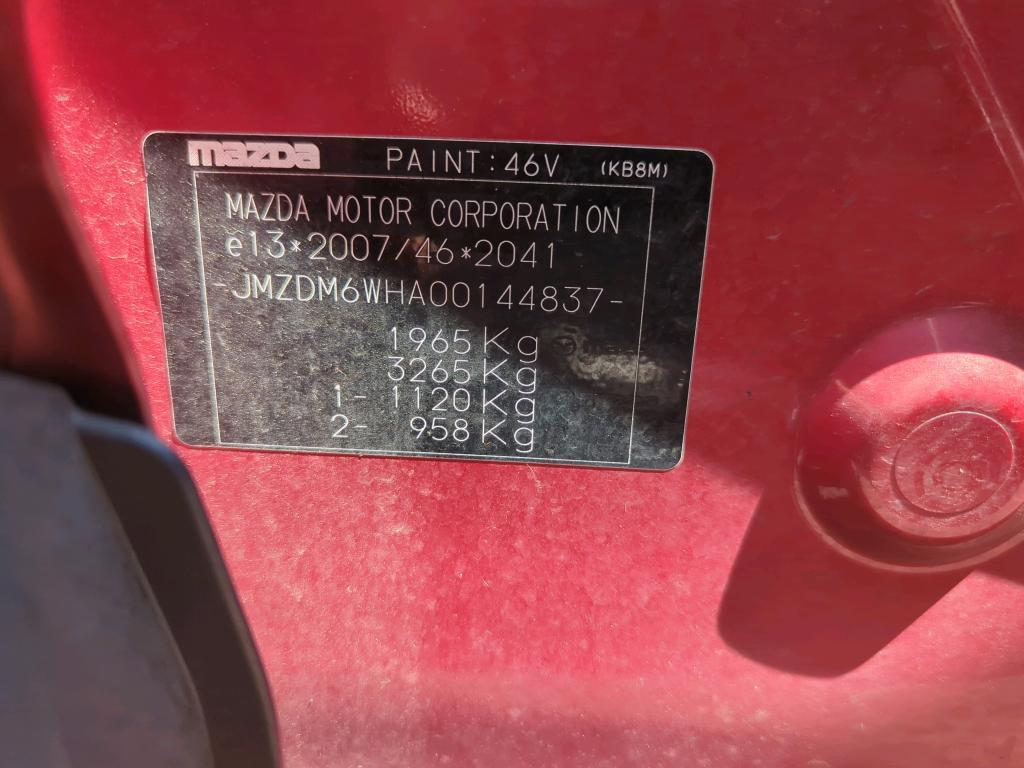 mazda PAINT:46V (KB8M)
MAZDA MOTOR CORPORATION
e13*2007/46*2041
-JMZDM6WHA00144837-
1965 Kg
3265 Kg
1- 1120 Kg
2- 958 Kg